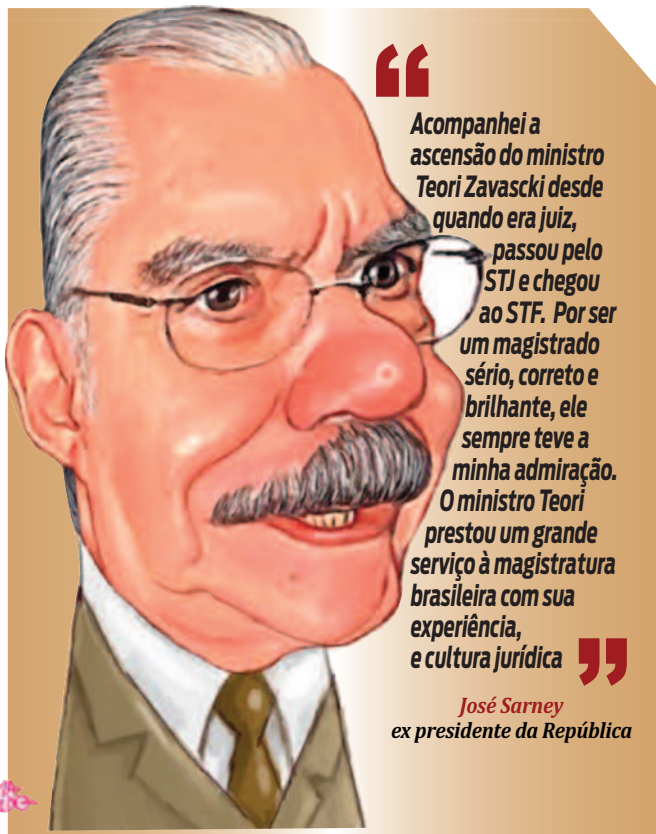 “
Acompanhei a
ascensão do ministro
Teori Zavascki desde
quando era juiz,
passou pelo
STJ e chegou
ao STF. Por ser
um magistrado
sério, correto e
brilhante, ele
sempre teve a
minha admiração.
O ministro Teori
prestou um grande
serviço à magistratura
brasileira com sua
experiência,
e cultura jurídica ”
José Sarney
ex presidente da República